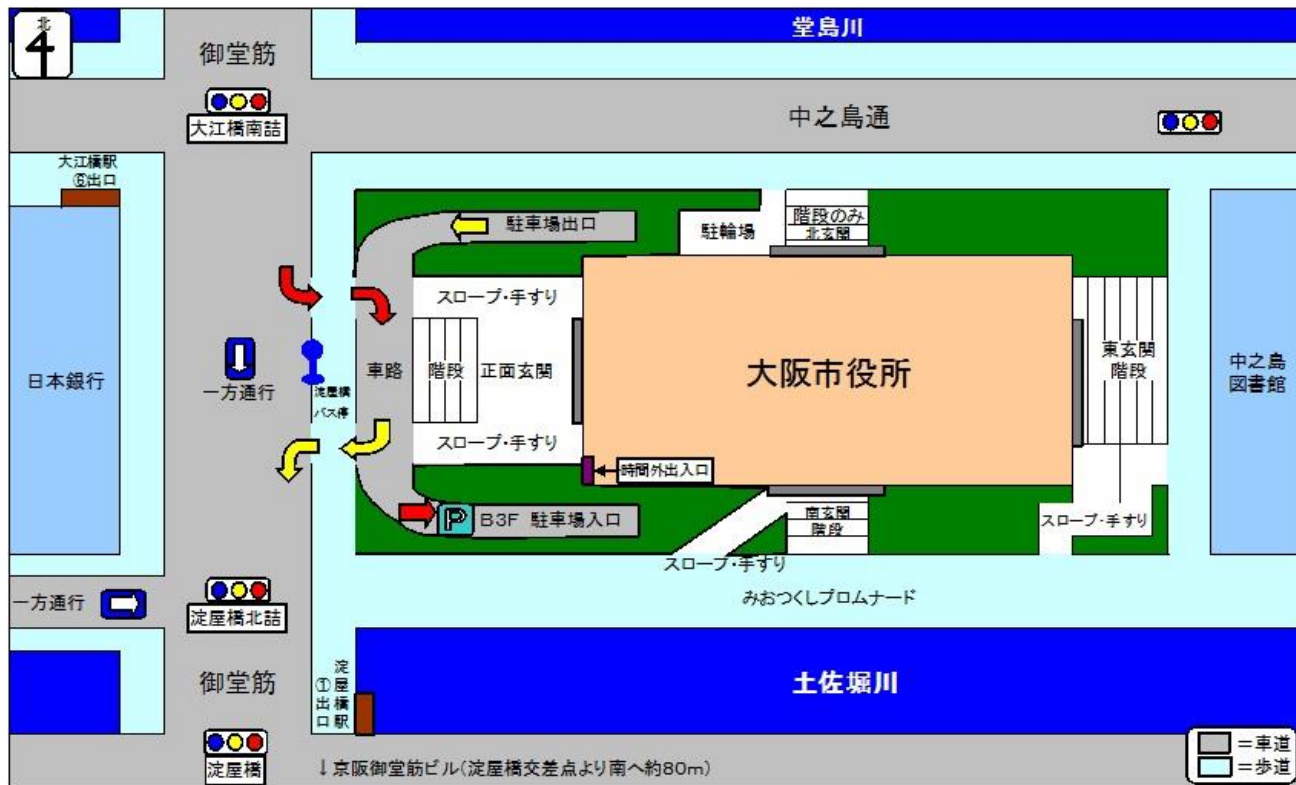 北
4
堂島川
御堂筋
大江橋南詰
中之島通
大江橋駅
⑥出口
駐車場出口
駐輪場
階段のみ
北玄関
スロープ・手すり
日本銀行
一方通行
淀屋橋
バス停
車路
階段
正面玄関
大阪市役所
東玄関
階段
中之島
図書館
スロープ・手すり
時間外出入口
P
B3F 駐車場入口
南玄関
階段
スロープ・手すり
スロープ・手すり
一方通行
淀屋橋北詰
みおつくしプロムナード
御堂筋
淀屋橋駅
①出口
土佐堀川
淀屋橋
↓京阪御堂筋ビル(淀屋橋交差点より南へ約80m)
=車道
=歩道